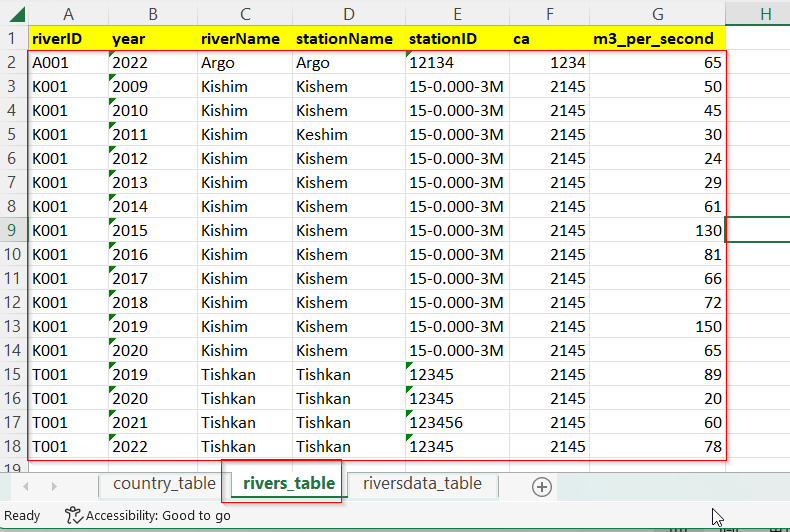 A B C D E F G H
1 riverID year riverName stationName stationID ca m3_per_second
2 A001 2022 Argo Argo 12134 1234 65
3 K001 2009 Kishim Kishem 15-0.000-3M 2145 50
4 K001 2010 Kishim Kishem 15-0.000-3M 2145 45
5 K001 2011 Kishim Keshim 15-0.000-3M 2145 30
6 K001 2012 Kishim Kishem 15-0.000-3M 2145 24
7 K001 2013 Kishim Kishem 15-0.000-3M 2145 29
8 K001 2014 Kishim Kishem 15-0.000-3M 2145 61
9 K001 2015 Kishim Kishem 15-0.000-3M 2145 130
10 K001 2016 Kishim Kishem 15-0.000-3M 2145 81
11 K001 2017 Kishim Kishem 15-0.000-3M 2145 66
12 K001 2018 Kishim Kishem 15-0.000-3M 2145 72
13 K001 2019 Kishim Kishem 15-0.000-3M 2145 150
14 K001 2020 Kishim Kishem 15-0.000-3M 2145 65
15 T001 2019 Tishkan Tishkan 12345 2145 89
16 T001 2020 Tishkan Tishkan 12345 2145 20
17 T001 2021 Tishkan Tishkan 123456 2145 60
18 T001 2022 Tishkan Tishkan 12345 2145 78
19
country_table rivers_table riversdata_table
Ready Accessibility: Good to go